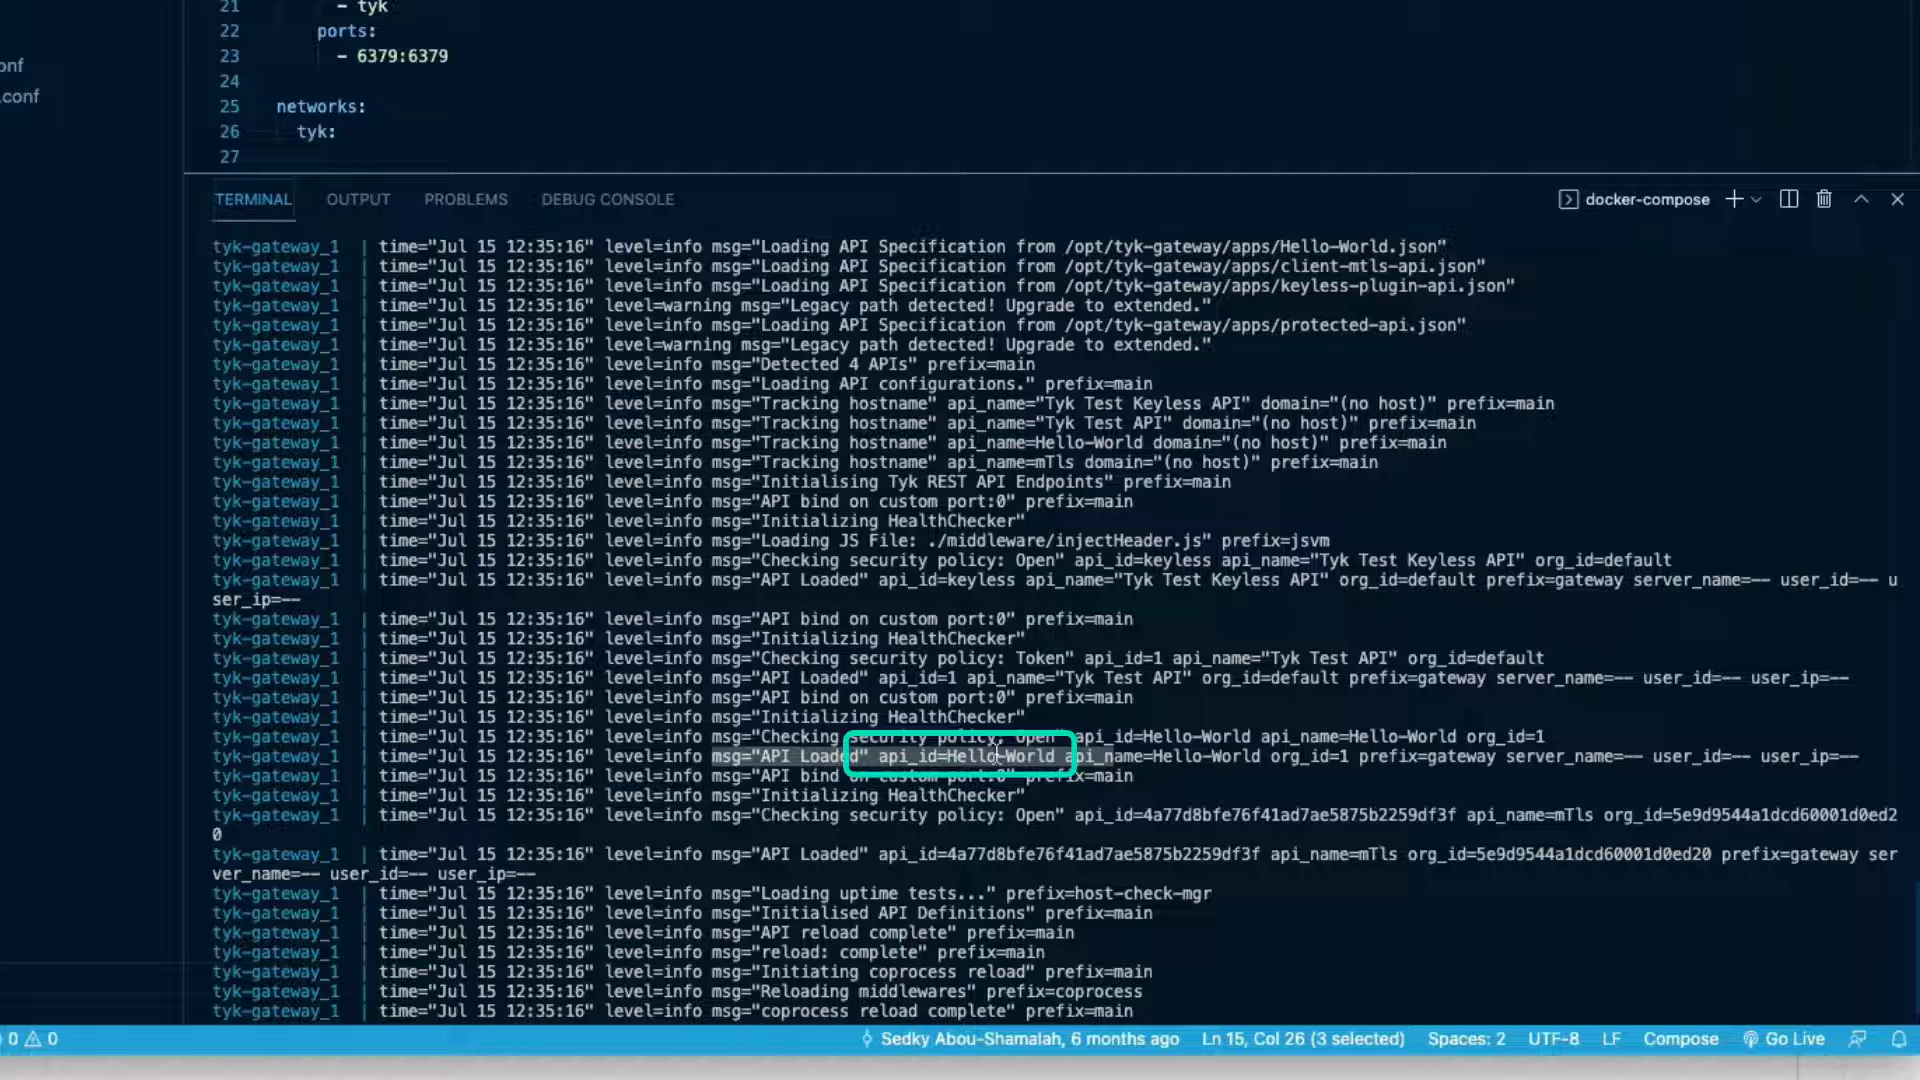 21 - tyk
22 ports:
23 - 6379:6379
24
25 networks:
26 tyk:
27
onf
.conf
TERMINAL OUTPUT PROBLEMS DEBUG CONSOLE docker-compose
tyk-gateway_1 | time="Jul 15 12:35:16" level=info msg="Loading API Specification from /opt/tyk-gateway/apps/Hello-World.json"
tyk-gateway_1 | time="Jul 15 12:35:16" level=info msg="Loading API Specification from /opt/tyk-gateway/apps/client-mtls-api.json"
tyk-gateway_1 | time="Jul 15 12:35:16" level=info msg="Loading API Specification from /opt/tyk-gateway/apps/keyless-plugin-api.json"
tyk-gateway_1 | time="Jul 15 12:35:16" level=warning msg="Legacy path detected! Upgrade to extended."
tyk-gateway_1 | time="Jul 15 12:35:16" level=info msg="Loading API Specification from /opt/tyk-gateway/apps/protected-api.json"
tyk-gateway_1 | time="Jul 15 12:35:16" level=warning msg="Legacy path detected! Upgrade to extended."
tyk-gateway_1 | time="Jul 15 12:35:16" level=info msg="Detected 4 APIs" prefix=main
tyk-gateway_1 | time="Jul 15 12:35:16" level=info msg="Loading API configurations." prefix=main
tyk-gateway_1 | time="Jul 15 12:35:16" level=info msg="Tracking hostname" api_name="Tyk Test Keyless API" domain="(no host)" prefix=main
tyk-gateway_1 | time="Jul 15 12:35:16" level=info msg="Tracking hostname" api_name="Tyk Test API" domain="(no host)" prefix=main
tyk-gateway_1 | time="Jul 15 12:35:16" level=info msg="Tracking hostname" api_name=Hello-World domain="(no host)" prefix=main
tyk-gateway_1 | time="Jul 15 12:35:16" level=info msg="Tracking hostname" api_name=mTls domain="(no host)" prefix=main
tyk-gateway_1 | time="Jul 15 12:35:16" level=info msg="Initialising Tyk REST API Endpoints" prefix=main
tyk-gateway_1 | time="Jul 15 12:35:16" level=info msg="API bind on custom port:0" prefix=main
tyk-gateway_1 | time="Jul 15 12:35:16" level=info msg="Initializing HealthChecker"
tyk-gateway_1 | time="Jul 15 12:35:16" level=info msg="Loading JS File: ./middleware/injectHeader.js" prefix=jsvm
tyk-gateway_1 | time="Jul 15 12:35:16" level=info msg="Checking security policy: Open" api_id=keyless api_name="Tyk Test Keyless API" org_id=default
tyk-gateway_1 | time="Jul 15 12:35:16" level=info msg="API Loaded" api_id=keyless api_name="Tyk Test Keyless API" org_id=default prefix=gateway server_name=-- user_id=-- u
ser_ip=--
tyk-gateway_1 | time="Jul 15 12:35:16" level=info msg="API bind on custom port:0" prefix=main
tyk-gateway_1 | time="Jul 15 12:35:16" level=info msg="Initializing HealthChecker"
tyk-gateway_1 | time="Jul 15 12:35:16" level=info msg="Checking security policy: Token" api_id=1 api_name="Tyk Test API" org_id=default
tyk-gateway_1 | time="Jul 15 12:35:16" level=info msg="API Loaded" api_id=1 api_name="Tyk Test API" org_id=default prefix=gateway server_name=-- user_id=-- user_ip=--
tyk-gateway_1 | time="Jul 15 12:35:16" level=info msg="API bind on custom port:0" prefix=main
tyk-gateway_1 | time="Jul 15 12:35:16" level=info msg="Initializing HealthChecker"
tyk-gateway_1 | time="Jul 15 12:35:16" level=info msg="Checking security policy: Open" api_id=Hello-World api_name=Hello-World org_id=1
tyk-gateway_1 | time="Jul 15 12:35:16" level=info msg="API Loaded" api_id=Hello-World api_name=Hello-World org_id=1 prefix=gateway server_name=-- user_id=-- user_ip=--
tyk-gateway_1 | time="Jul 15 12:35:16" level=info msg="API bind on custom port:0" prefix=main
tyk-gateway_1 | time="Jul 15 12:35:16" level=info msg="Initializing HealthChecker"
tyk-gateway_1 | time="Jul 15 12:35:16" level=info msg="Checking security policy: Open" api_id=4a77d8bfe76f41ad7ae5875b2259df3f api_name=mTls org_id=5e9d9544a1dcd60001d0ed2
0
tyk-gateway_1 | time="Jul 15 12:35:16" level=info msg="API Loaded" api_id=4a77d8bfe76f41ad7ae5875b2259df3f api_name=mTls org_id=5e9d9544a1dcd60001d0ed20 prefix=gateway ser
ver_name=-- user_id=-- user_ip=--
tyk-gateway_1 | time="Jul 15 12:35:16" level=info msg="Loading uptime tests..." prefix=host-check-mgr
tyk-gateway_1 | time="Jul 15 12:35:16" level=info msg="Initialised API Definitions" prefix=main
tyk-gateway_1 | time="Jul 15 12:35:16" level=info msg="API reload complete" prefix=main
tyk-gateway_1 | time="Jul 15 12:35:16" level=info msg="reload: complete" prefix=main
tyk-gateway_1 | time="Jul 15 12:35:16" level=info msg="Initiating coprocess reload" prefix=main
tyk-gateway_1 | time="Jul 15 12:35:16" level=info msg="Reloading middlewares" prefix=coprocess
tyk-gateway_1 | time="Jul 15 12:35:16" level=info msg="coprocess reload complete" prefix=main
0 0 Sedky Abou-Shamalah, 6 months ago Ln 15, Col 26 (3 selected) Spaces: 2 UTF-8 LF Compose Go Live